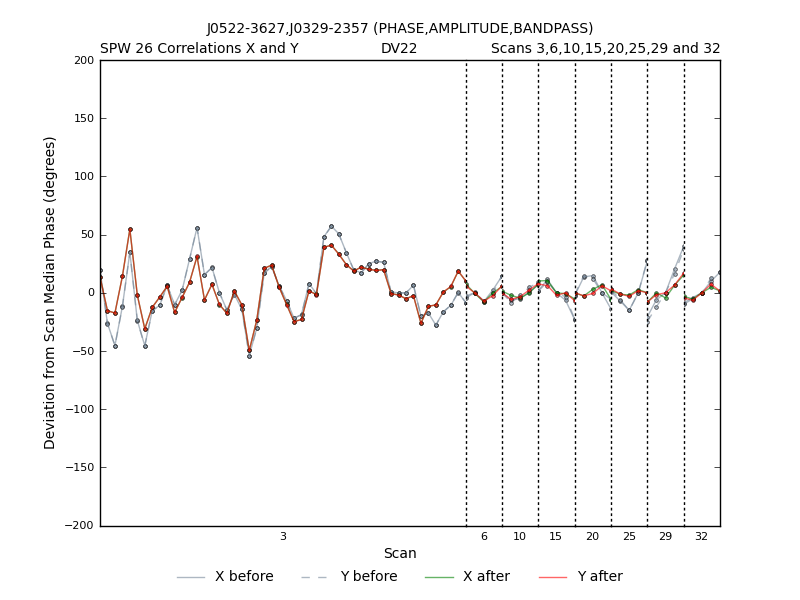 J0522-3627,J0329-2357 (PHASE,AMPLITUDE,BANDPASS)
SPW 26 Correlations X and Y DV22 Scans 3,6,10,15,20,25,29 and 32
200
150
100
50
0
−50
−100
−150
−200
Deviation from Scan Median Phase (degrees)
3 6 10 15 20 25 29 32
Scan
X before Y before X after Y after